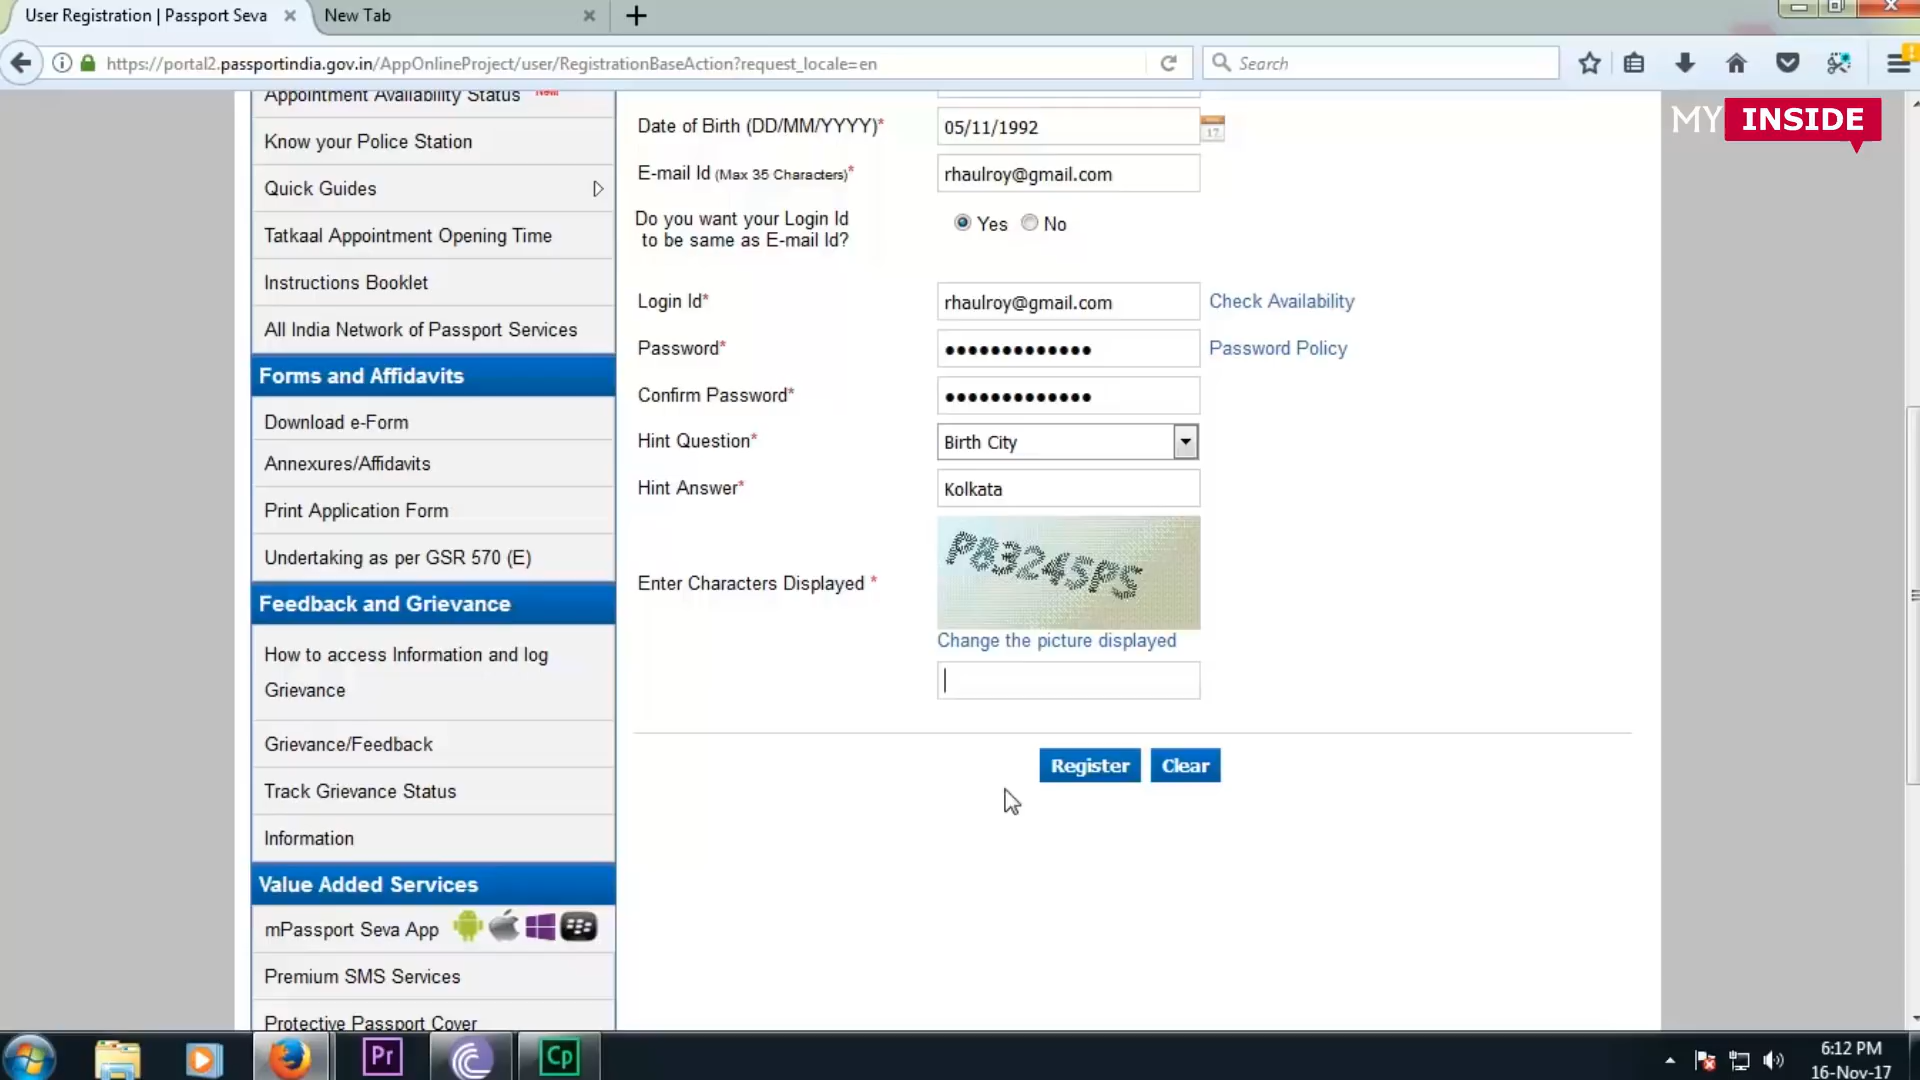 User Registration | Passport Seva
New Tab
https://portal2.passportindia.gov.in/AppOnlineProject/user/RegistrationBaseAction?request_locale=en
Search
MY INSIDE
Appointment Availability Status New!
Know your Police Station
Quick Guides
Tatkaal Appointment Opening Time
Instructions Booklet
All India Network of Passport Services
Forms and Affidavits
Download e-Form
Annexures/Affidavits
Print Application Form
Undertaking as per GSR 570 (E)
Feedback and Grievance
How to access Information and log
Grievance
Grievance/Feedback
Track Grievance Status
Information
Value Added Services
mPassport Seva App
Premium SMS Services
Protective Passport Cover
Date of Birth (DD/MM/YYYY)* 05/11/1992
17
E-mail Id (Max 35 Characters)* rhaulroy@gmail.com
Do you want your Login Id
to be same as E-mail Id?
Yes No
Login Id* rhaulroy@gmail.com Check Availability
Password* ●●●●●●●●●●●●● Password Policy
Confirm Password* ●●●●●●●●●●●●●
Hint Question* Birth City
Hint Answer* Kolkata
P83245PS
Enter Characters Displayed *
Change the picture displayed
Register Clear
Pr
Cp
6:12 PM
16-Nov-17